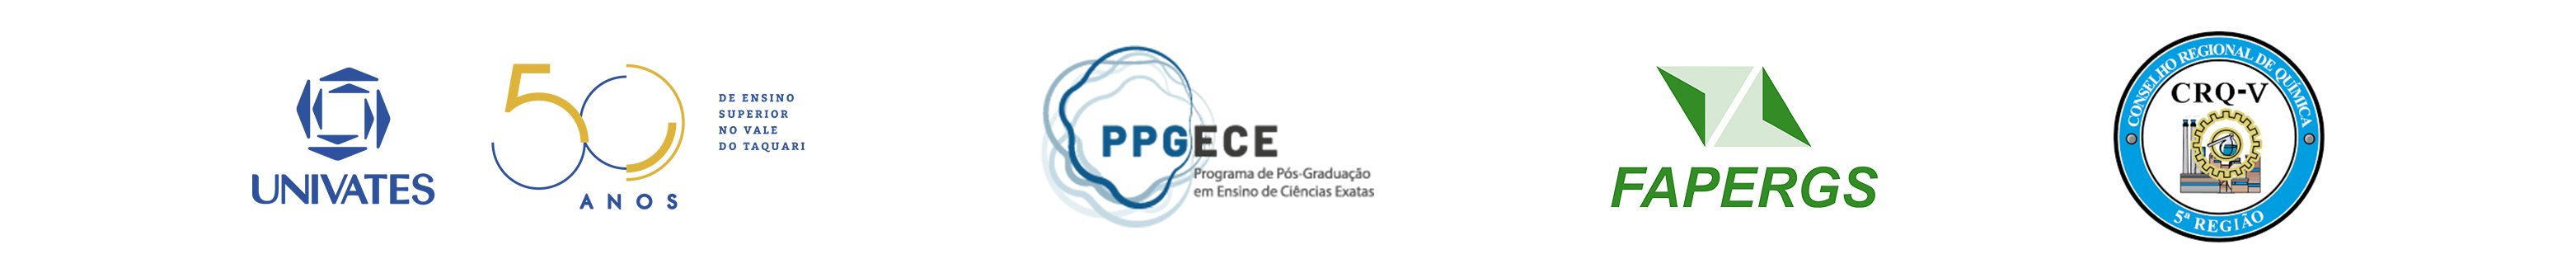 UNIVATES
50
ANOS
DE ENSINO
SUPERIOR
NO VALE
DO TAQUARI
PPGECE
Programa de Pós-Graduação
em Ensino de Ciências Exatas
FAPERGS
CONSELHO REGIONAL DE QUÍMICA
CRQ-V
5ª REGIÃO